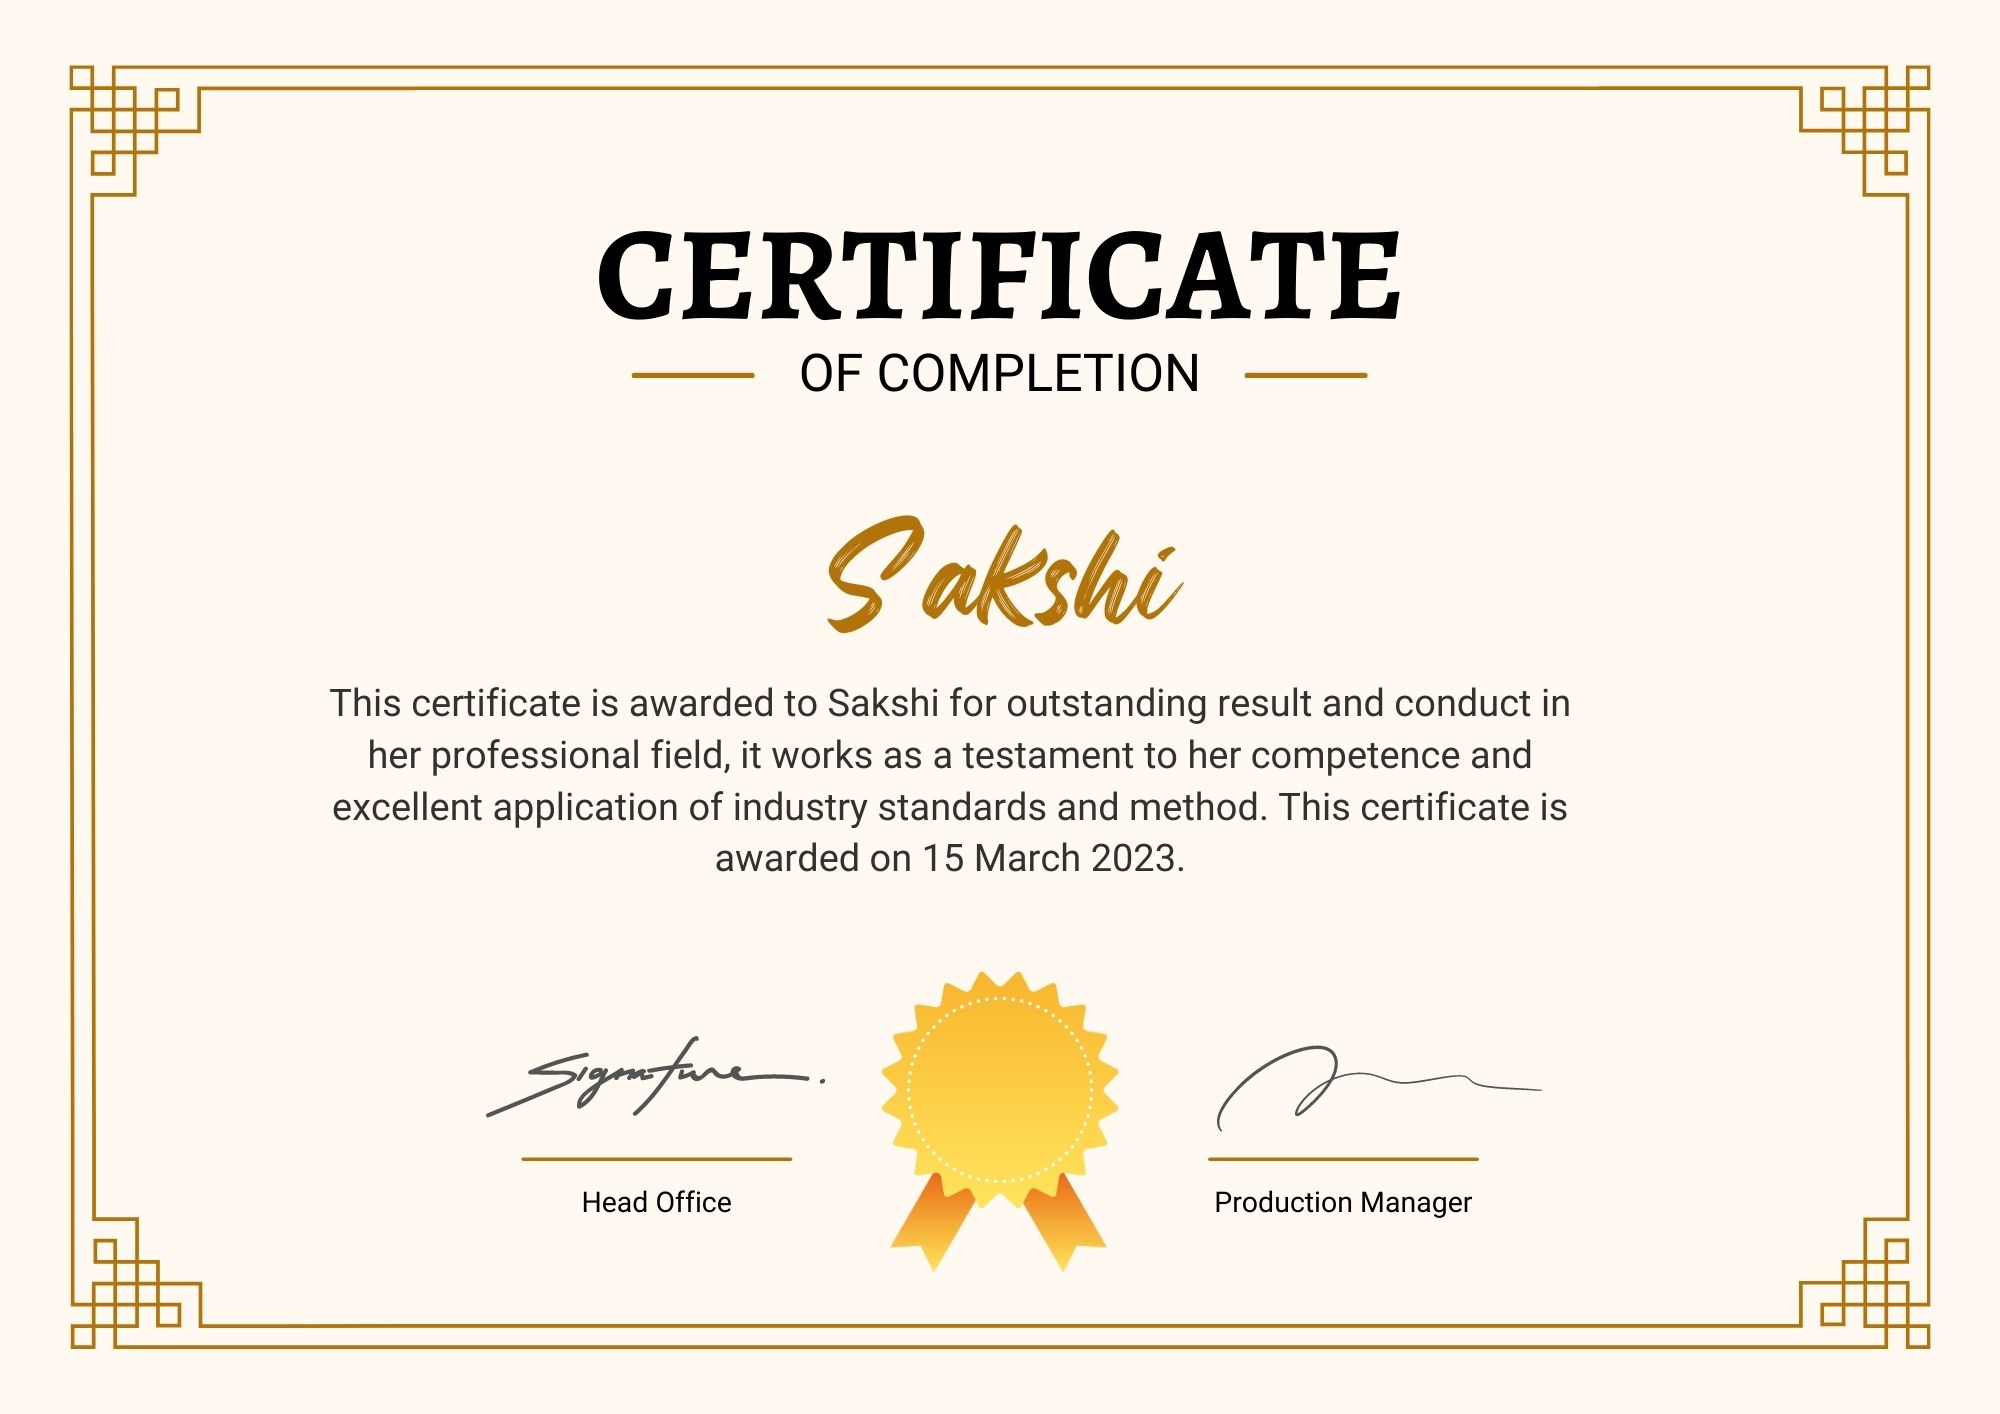 CERTIFICATE
OF COMPLETION
Sakshi
This certificate is awarded to Sakshi for outstanding result and conduct in
her professional field, it works as a testament to her competence and
excellent application of industry standards and method. This certificate is
awarded on 15 March 2023.
Signature.
Head Office
Production Manager